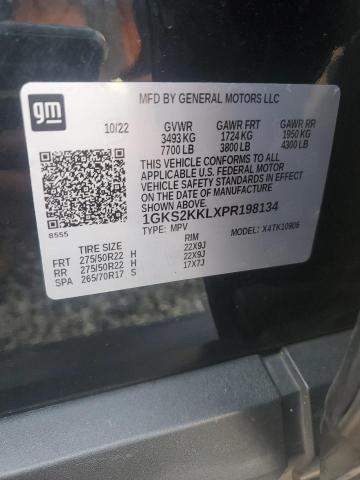 gm
MFD BY GENERAL MOTORS LLC
10/22 GVWR GAWR FRT GAWR RR
3493 KG 1724 KG 1950 KG
7700 LB 3800 LB 4300 LB
THIS VEHICLE CONFORMS TO ALL
APPLICABLE U.S. FEDERAL MOTOR
VEHICLE SAFETY STANDARDS IN EFFECT
ON THE DATE OF MANUFACTURE
SHOWN ABOVE.
1GKS2KKLXPR198134
8555
TYPE: MPV MODEL: X4TK10906
TIRE SIZE RIM
FRT 275/50R22 H 22X9J
RR 275/50R22 H 22X9J
SPA 265/70R17 S 17X7J